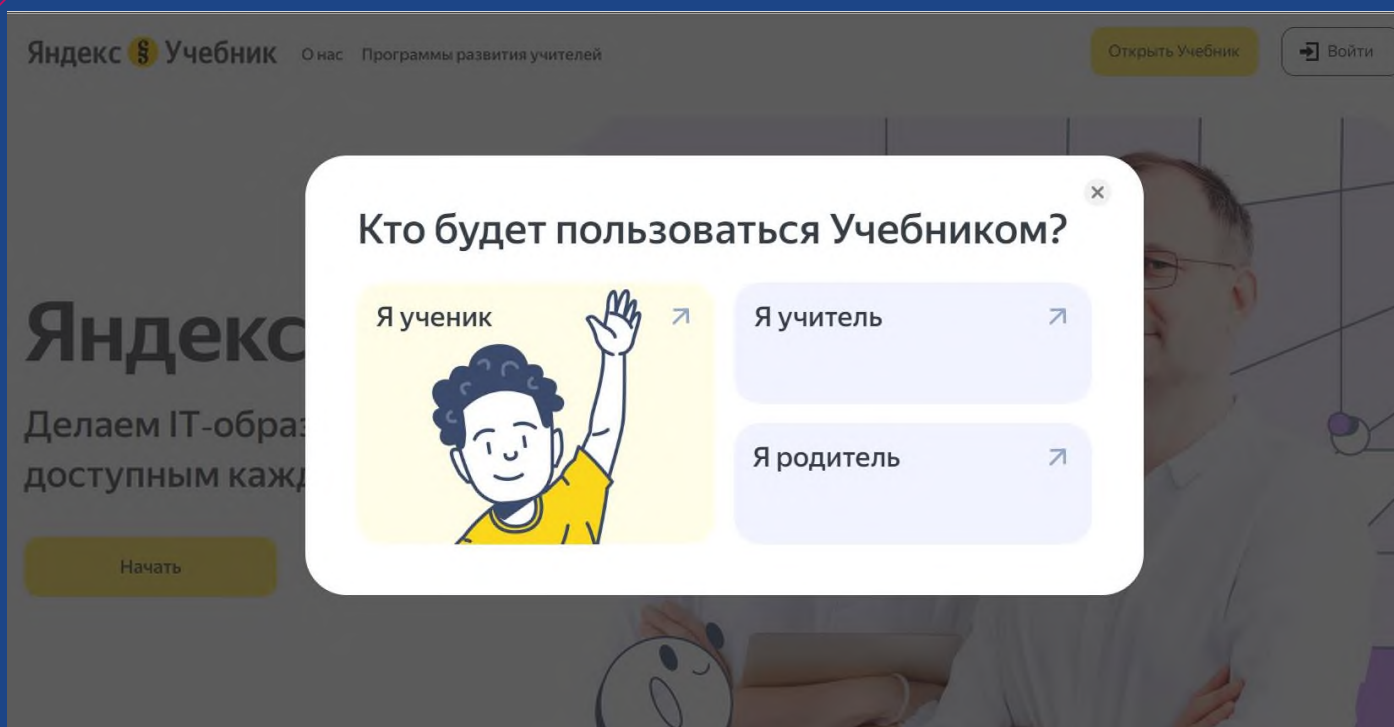 Яндекс Учебник О нас Программы развития учителей
Открыть Учебник
Войти
Кто будет пользоваться Учебником?
Я ученик
Я учитель
Я родитель
Яндекс
Делаем IT-образ
доступным кажд
Начать